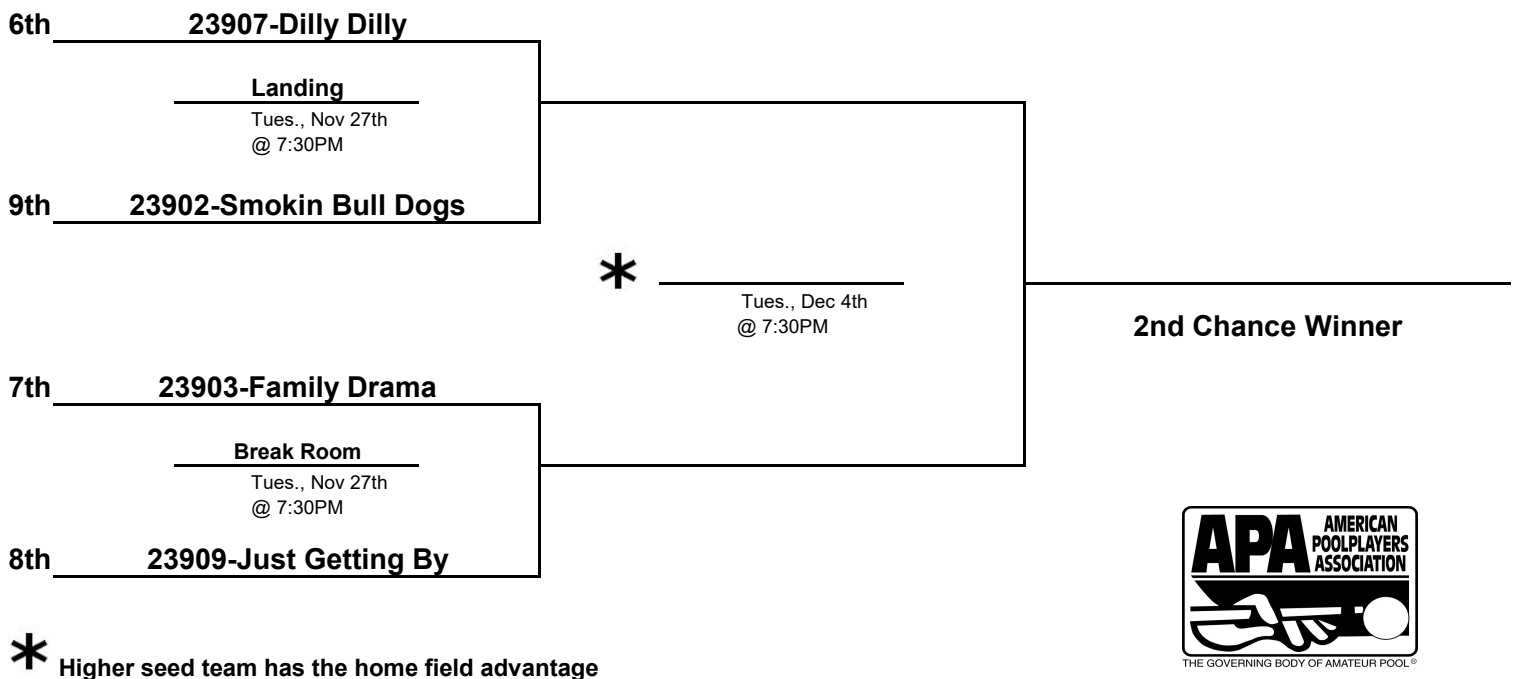 6th 23907-Dilly Dilly
Landing
Tues., Nov 27th
@ 7:30PM
9th 23902-Smokin Bull Dogs
*
Tues., Dec 4th
@ 7:30PM
2nd Chance Winner
7th 23903-Family Drama
Break Room
Tues., Nov 27th
@ 7:30PM
8th 23909-Just Getting By
* Higher seed team has the home field advantage
APA
AMERICAN
POOLPLAYERS
ASSOCIATION
THE GOVERNING BODY OF AMATEUR POOL®